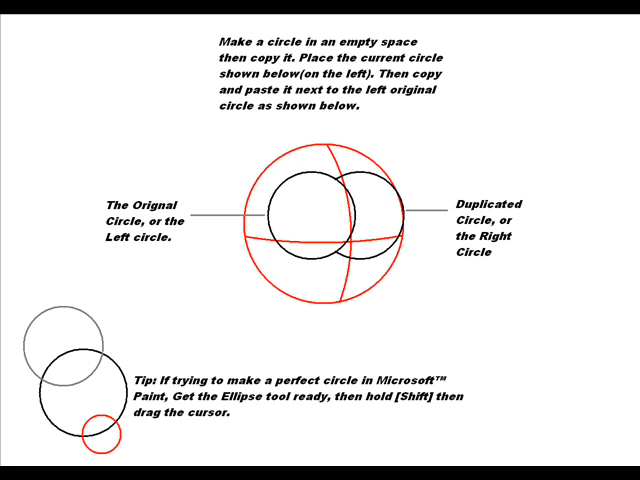 Make a circle in an empty space
then copy it. Place the current circle
shown below(on the left). Then copy
and paste it next to the left original
circle as shown below.
The Orignal
Circle, or the
Left circle.
Duplicated
Circle, or
the Right
Circle
Tip: If trying to make a perfect circle in Microsoft™
Paint, Get the Ellipse tool ready, then hold [Shift] then
drag the cursor.